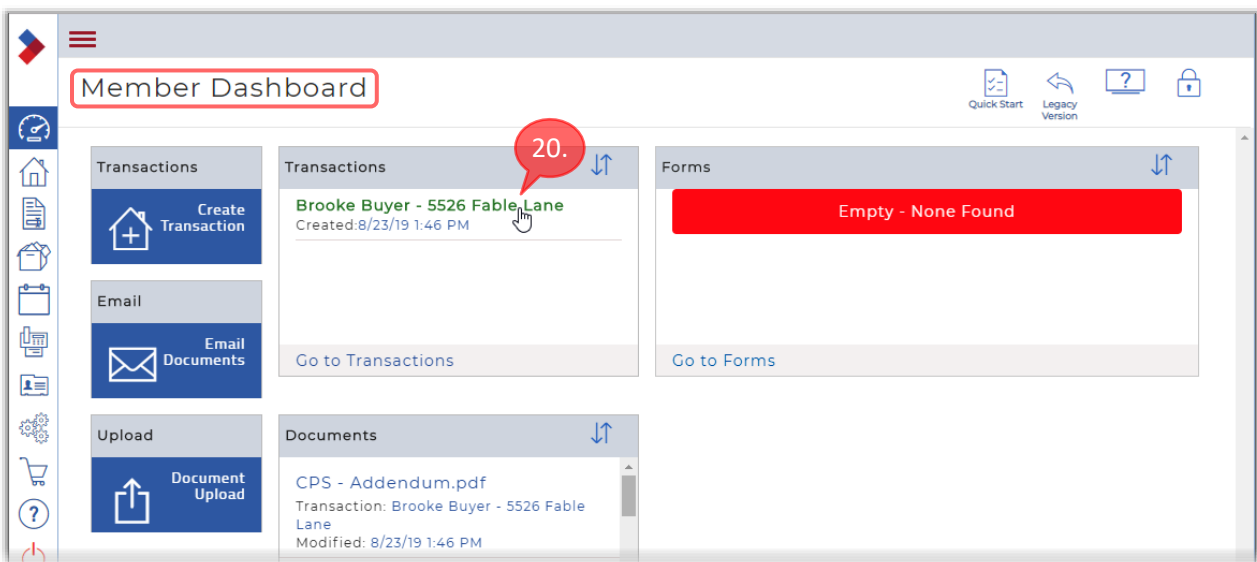 Member Dashboard
Quick Start
Legacy
Version
?
20.
Transactions
Create
Transaction
Transactions
Brooke Buyer - 5526 Fable Lane
Created:8/23/19 1:46 PM
Go to Transactions
Forms
Empty - None Found
Go to Forms
Email
Email
Documents
Upload
Document
Upload
Documents
CPS - Addendum.pdf
Transaction: Brooke Buyer - 5526 Fable
Lane
Modified: 8/23/19 1:46 PM
?